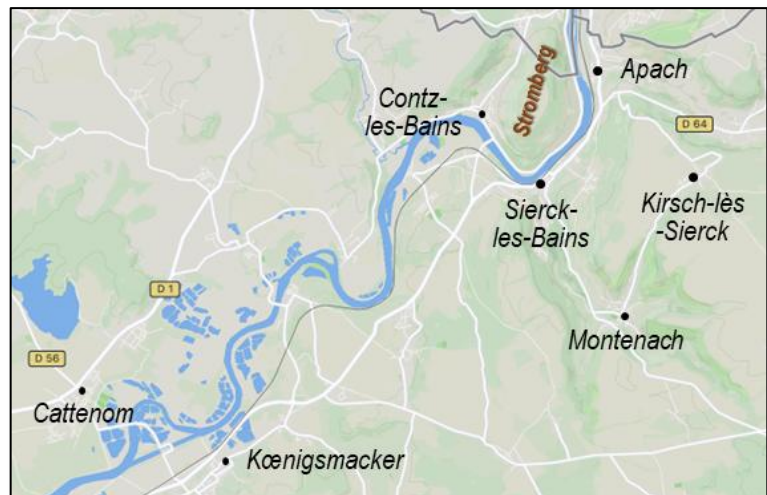 Stromberg
Apach
Contz-
les-Bains
D 64
Sierck-
les-Bains
Kirsch-lès
-Sierck
D 1
Montenach
D 56
Cattenom
Kœnigsmacker